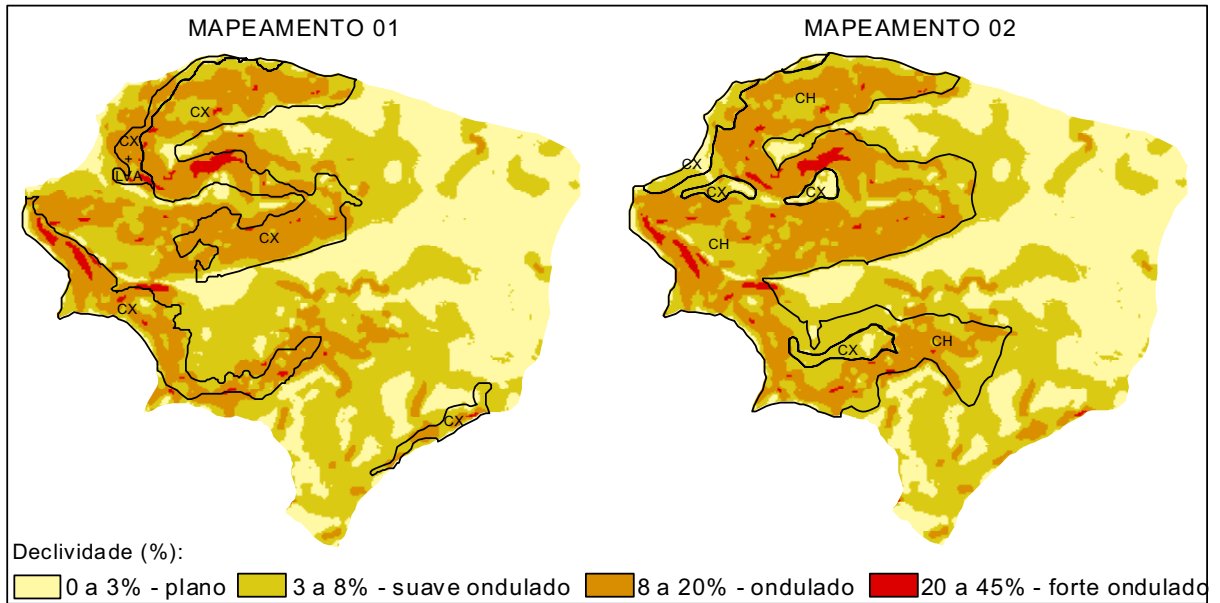 MAPEAMENTO 01
MAPEAMENTO 02
CX
CX
+
LVA
CX
CX
CX
CH
CX
CX
CX
CH
CX
CH
Declividade (%):
0 a 3% - plano
3 a 8% - suave ondulado
8 a 20% - ondulado
20 a 45% - forte ondulado